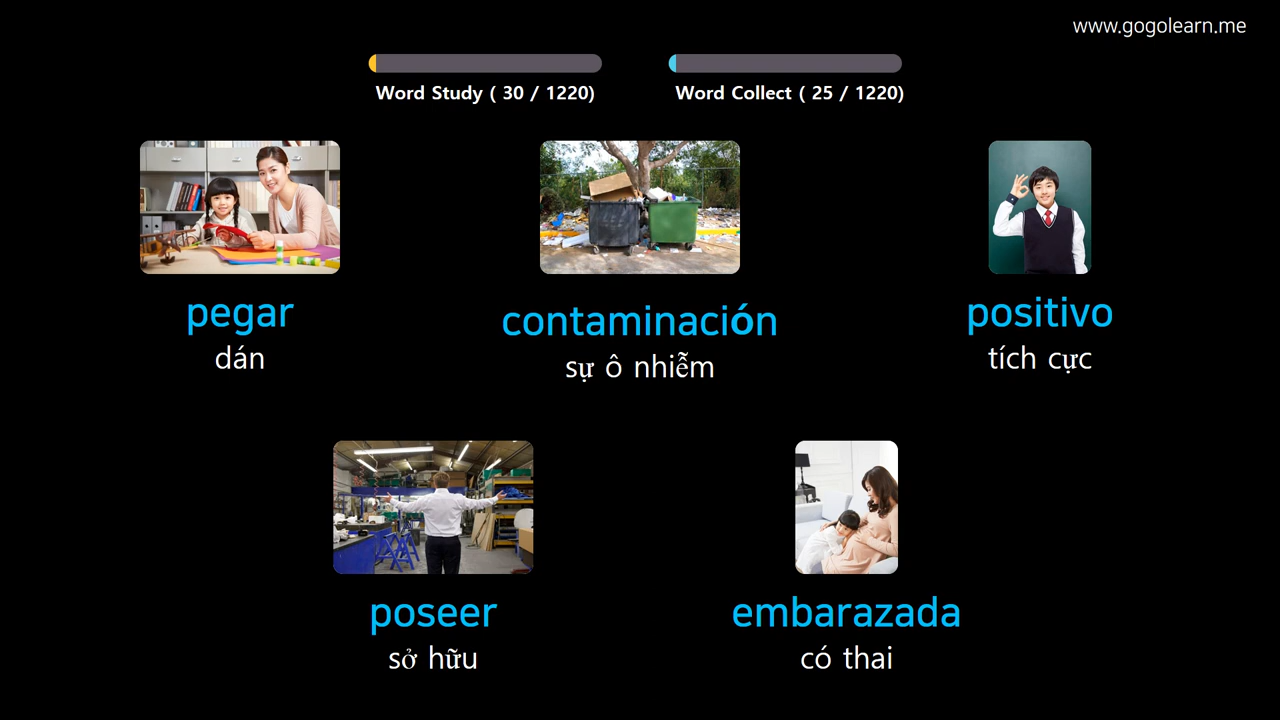 www.gogolearn.me
Word Study ( 30 / 1220)
Word Collect ( 25 / 1220)
pegar
dán
contaminación
sự ô nhiễm
positivo
tích cực
poseer
sở hữu
embarazada
có thai